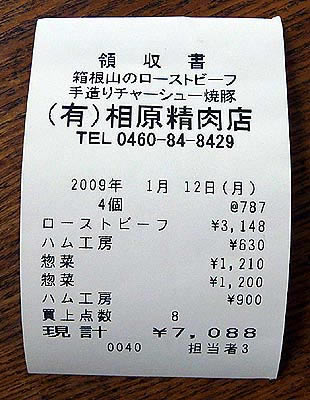 領収書
箱根山のローストビーフ
手造りチャーシュー焼豚
(有)相原精肉店
TEL 0460-84-8429
2009年 1月 12日(月)
4個 @787
ローストビーフ ¥3,148
ハム工房 ¥630
惣菜 ¥1,210
惣菜 ¥1,200
ハム工房 ¥900
買上点数 8
現計 ¥7,088
0040 担当者3